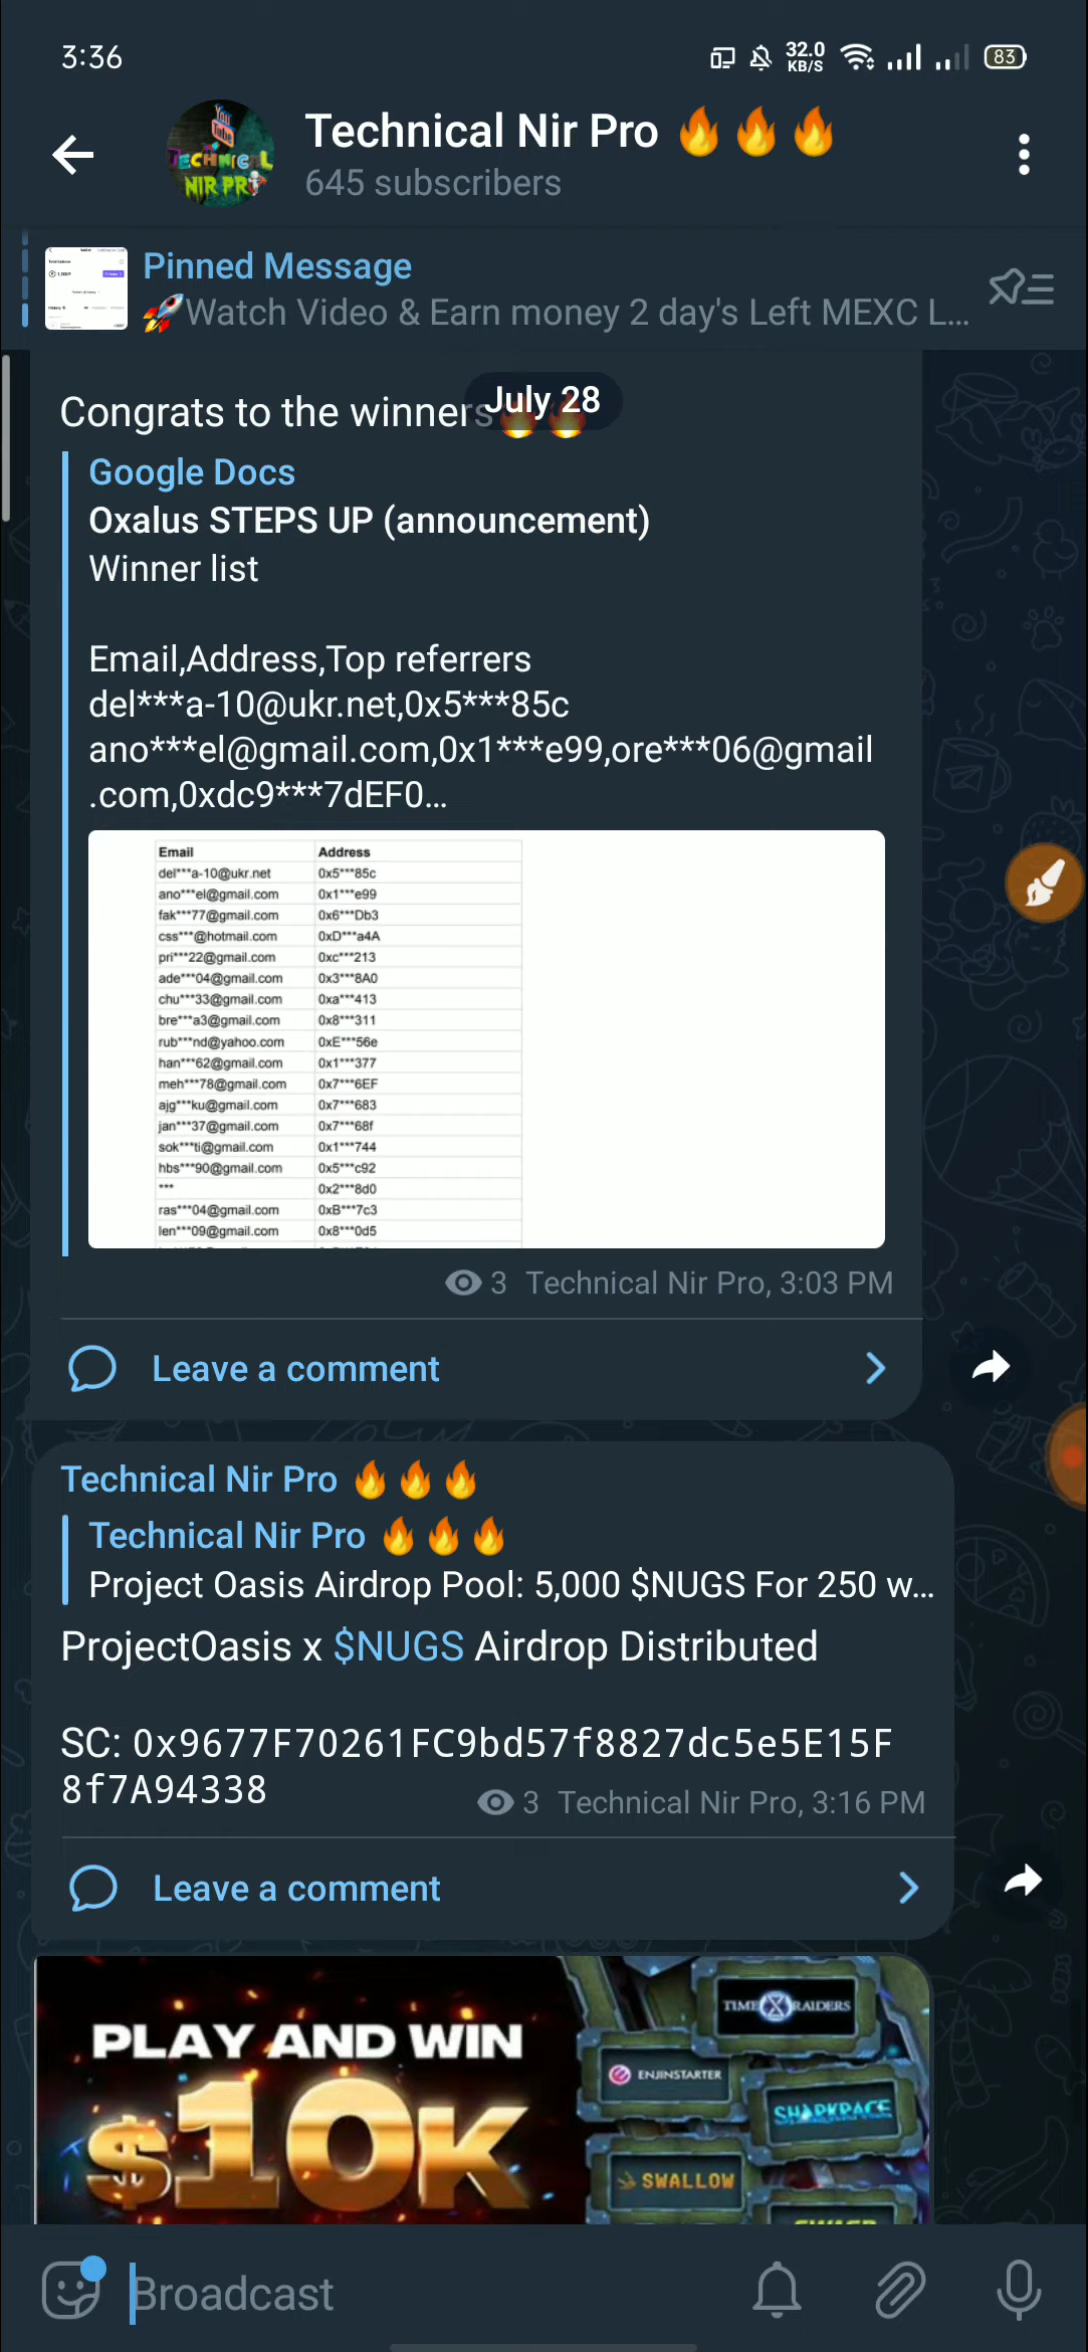 3:36
32.0
KB/S
83
You
Tube
TECHNICAL
NIR PRO
Technical Nir Pro 🔥🔥🔥
645 subscribers
Pinned Message
🚀Watch Video & Earn money 2 day's Left MEXC L...
July 28
Congrats to the winners🔥🔥
Google Docs
Oxalus STEPS UP (announcement)
Winner list
Email,Address,Top referrers
del***a-10@ukr.net,0x5***85c
ano***el@gmail.com,0x1***e99,ore***06@gmail
.com,0xdc9***7dEF0...
Email Address
del***a-10@ukr.net 0x5***85c
ano***el@gmail.com 0x1***e99
fak***77@gmail.com 0x6***Db3
css***@hotmail.com 0xD***a4A
pri***22@gmail.com 0xc***213
ade***04@gmail.com 0x3***8A0
chu***33@gmail.com 0xa***413
bre***a3@gmail.com 0x8***311
rub***nd@yahoo.com 0xE***56e
han***62@gmail.com 0x1***377
meh***78@gmail.com 0x7***6EF
ajg***ku@gmail.com 0x7***683
jan***37@gmail.com 0x7***68f
sok***ti@gmail.com 0x1***744
hbs***90@gmail.com 0x5***c92
*** 0x2***8d0
ras***04@gmail.com 0xB***7c3
len***09@gmail.com 0x8***0d5
3 Technical Nir Pro, 3:03 PM
Leave a comment
Technical Nir Pro 🔥🔥🔥
Technical Nir Pro 🔥🔥🔥
Project Oasis Airdrop Pool: 5,000 $NUGS For 250 w...
ProjectOasis x $NUGS Airdrop Distributed
SC: 0x9677F70261FC9bd57f8827dc5e5E15F
8f7A94338
3 Technical Nir Pro, 3:16 PM
Leave a comment
PLAY AND WIN
$10K
TIME RAIDERS
ENJINSTARTER
SHARKRACE
SWALLOW
Broadcast